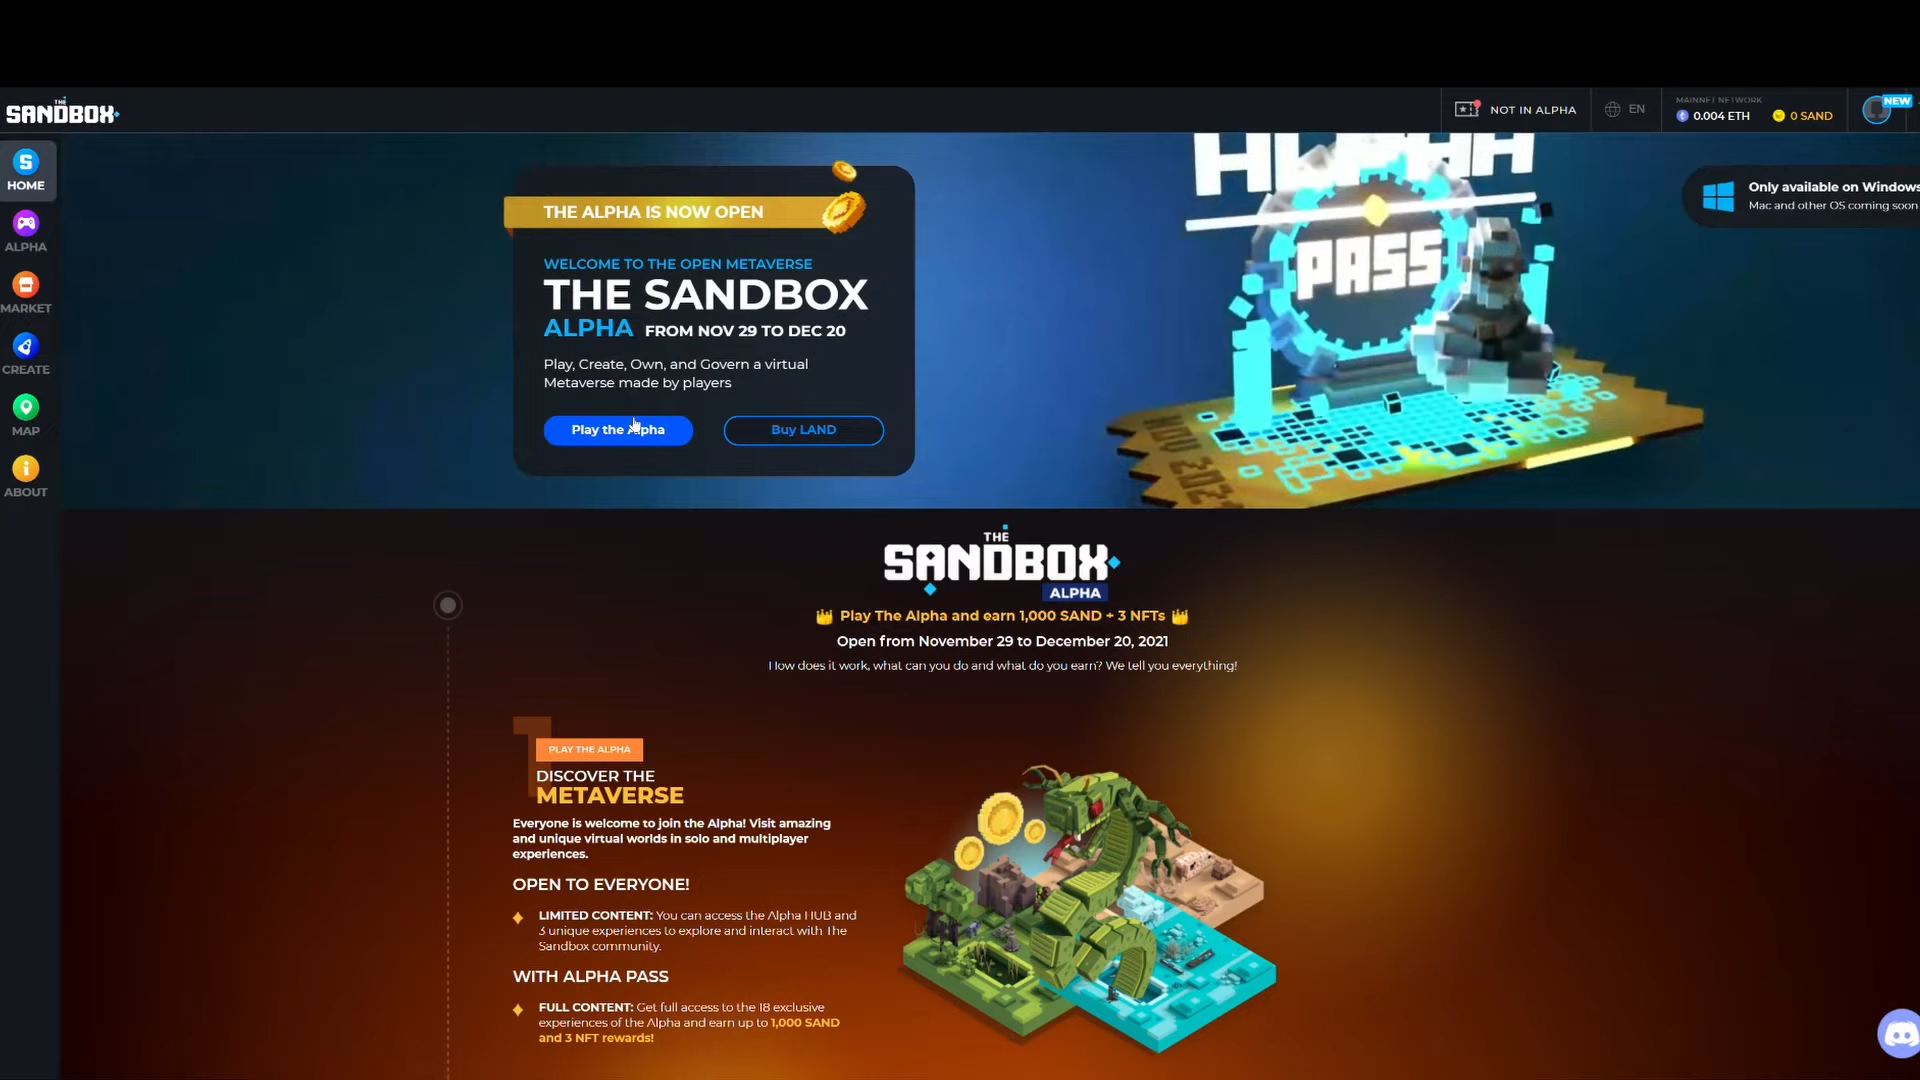 THE
SANDBOX
NOT IN ALPHA
EN
MAINNET NETWORK
0.004 ETH
0 SAND
NEW
S
HOME
ALPHA
MARKET
CREATE
MAP
ABOUT
THE ALPHA IS NOW OPEN
WELCOME TO THE OPEN METAVERSE
THE SANDBOX
ALPHA FROM NOV 29 TO DEC 20
Play, Create, Own, and Govern a virtual
Metaverse made by players
Play the Alpha
Buy LAND
ALPHA
PASS
Only available on Windows
Mac and other OS coming soon
THE
SANDBOX
ALPHA
Play The Alpha and earn 1,000 SAND + 3 NFTs
Open from November 29 to December 20, 2021
How does it work, what can you do and what do you earn? We tell you everything!
1
PLAY THE ALPHA
DISCOVER THE
METAVERSE
Everyone is welcome to join the Alpha! Visit amazing
and unique virtual worlds in solo and multiplayer
experiences.
OPEN TO EVERYONE!
LIMITED CONTENT: You can access the Alpha HUB and
3 unique experiences to explore and interact with The
Sandbox community.
WITH ALPHA PASS
FULL CONTENT: Get full access to the 18 exclusive
experiences of the Alpha and earn up to 1,000 SAND
and 3 NFT rewards!